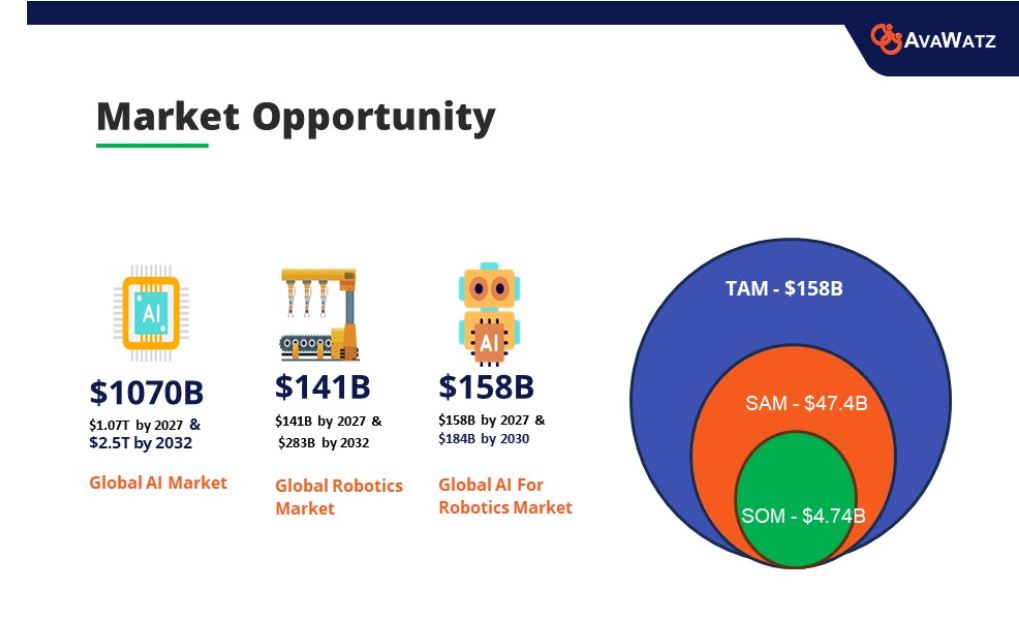 AVAWATZ
Market Opportunity
AI
$1070B
$1.07T by 2027 &
$2.5T by 2032
Global AI Market
$141B
$141B by 2027 &
$283B by 2032
Global Robotics
Market
AI
$158B
$158B by 2027 &
$184B by 2030
Global AI For
Robotics Market
TAM - $158B
SAM - $47.4B
SOM - $4.74B